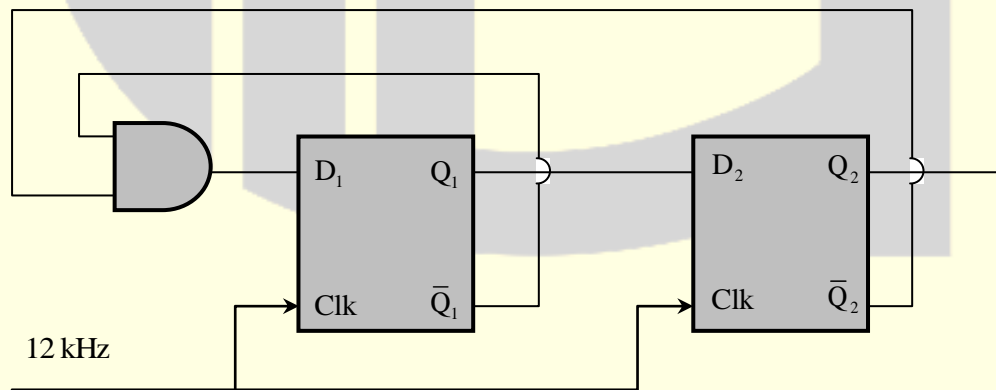 D₁ Q₁ D₂ Q₂
Clk Q̅₁ Clk Q̅₂
12 kHz